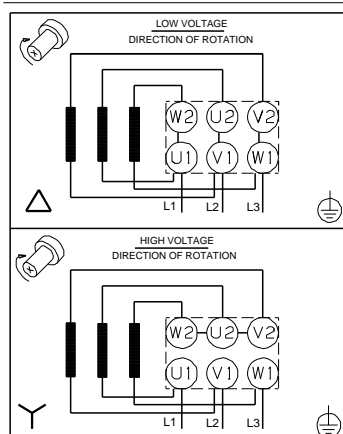 LOW VOLTAGE
DIRECTION OF ROTATION
W2 U2 V2
U1 V1 W1
L1 L2 L3
HIGH VOLTAGE
DIRECTION OF ROTATION
W2 U2 V2
U1 V1 W1
L1 L2 L3